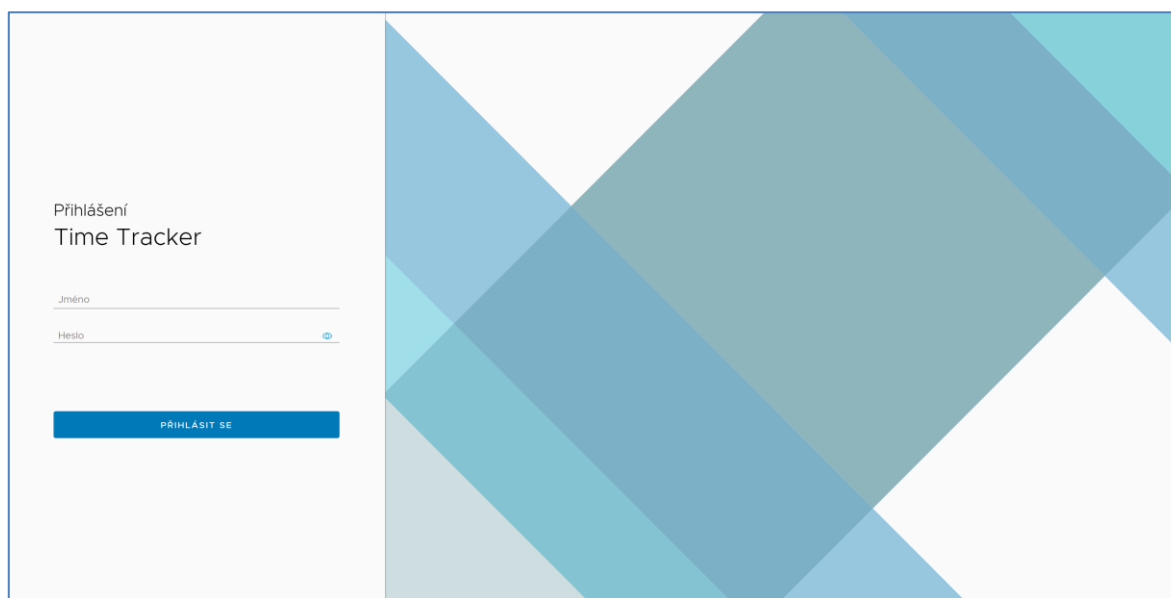 Přihlášení
Time Tracker
Jméno
Heslo
PŘIHLÁSIT SE